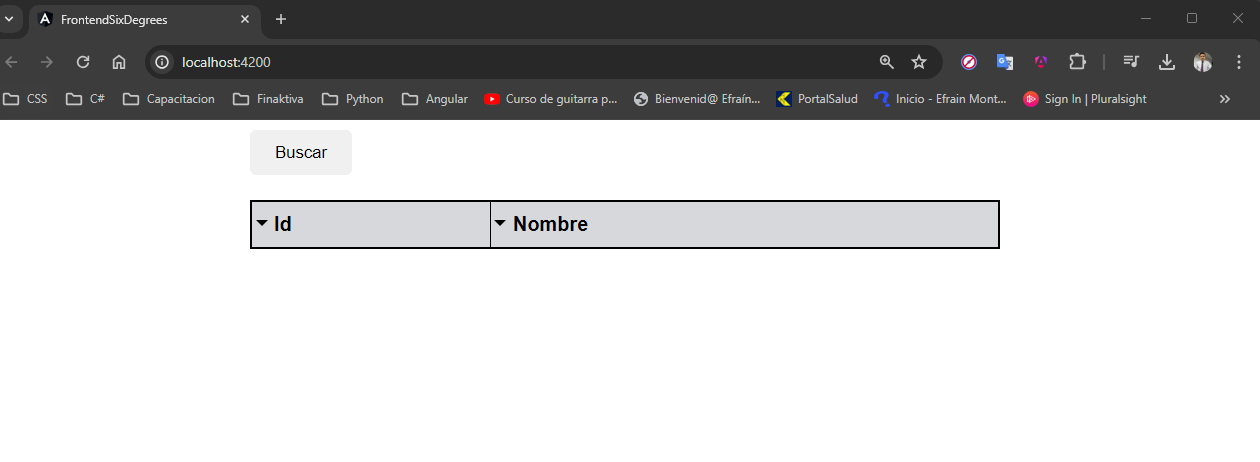 FrontendSixDegrees
localhost:4200
CSS C# Capacitacion Finaktiva Python Angular Curso de guitarra p... Bienvenid@ Efraín... PortalSalud Inicio - Efrain Mont... Sign In | Pluralsight
Buscar
Id Nombre